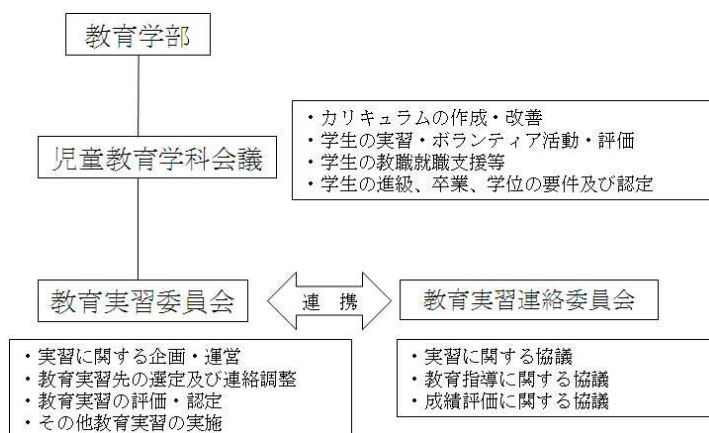 教育学部
児童教育学科会議
・カリキュラムの作成・改善
・学生の実習・ボランティア活動・評価
・学生の教職就職支援等
・学生の進級、卒業、学位の要件及び認定
教育実習委員会
連 携
教育実習連絡委員会
・実習に関する企画・運営
・教育実習先の選定及び連絡調整
・教育実習の評価・認定
・その他教育実習の実施
・実習に関する協議
・教育指導に関する協議
・成績評価に関する協議